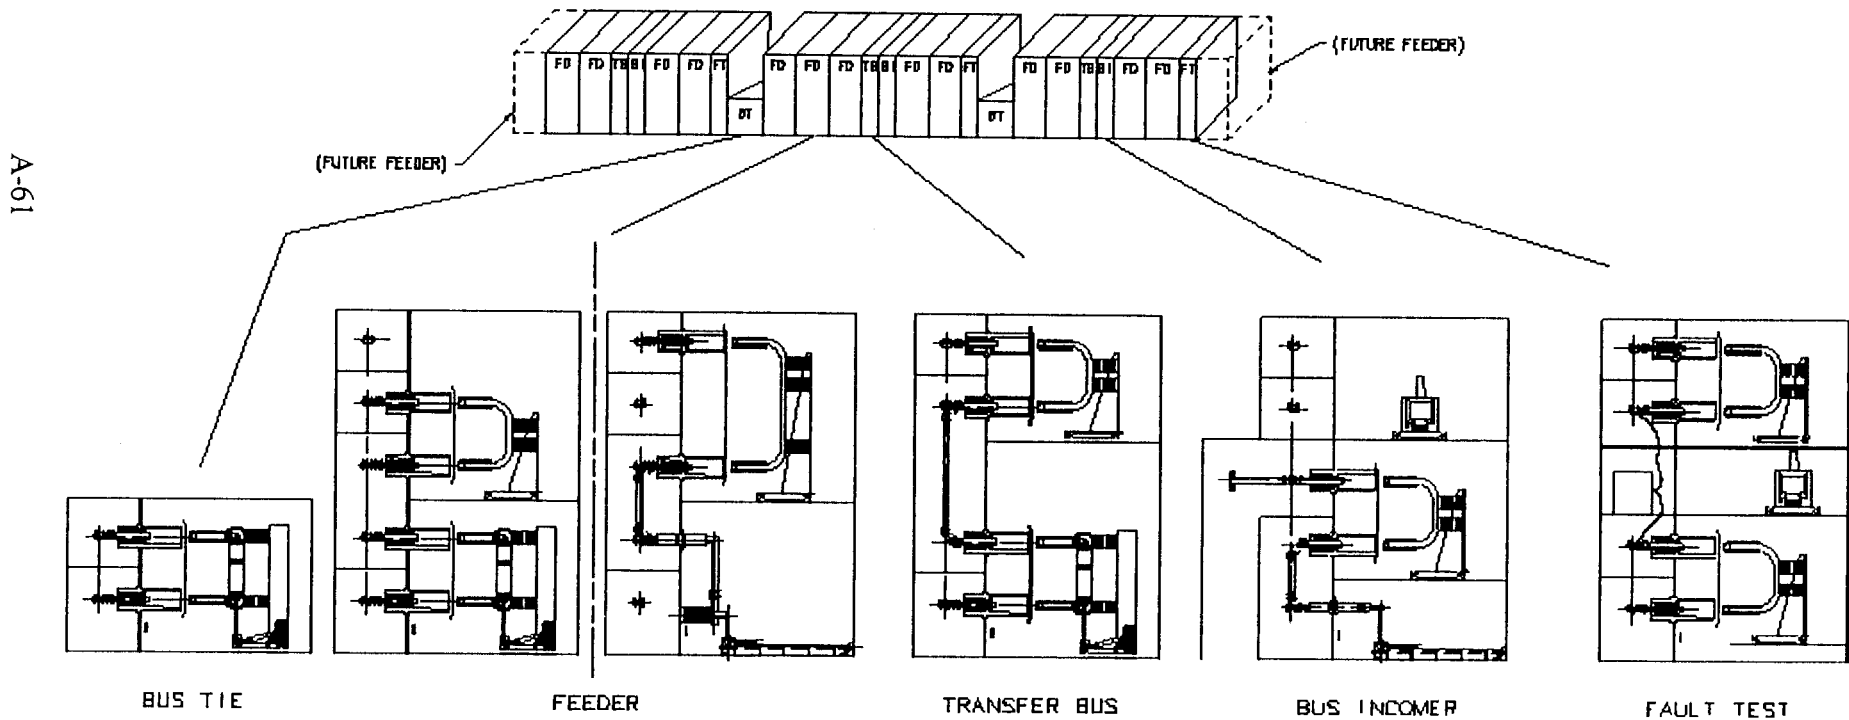 A-61
(FUTURE FEEDER)
FD FD TB BI FD FD FT
BT
FD FD FD TB BI FD FD FT
BT
FD FD TB BI FD FD FT
(FUTURE FEEDER)
BUS TIE
FEEDER
TRANSFER BUS
BUS INCOMER
FAULT TEST